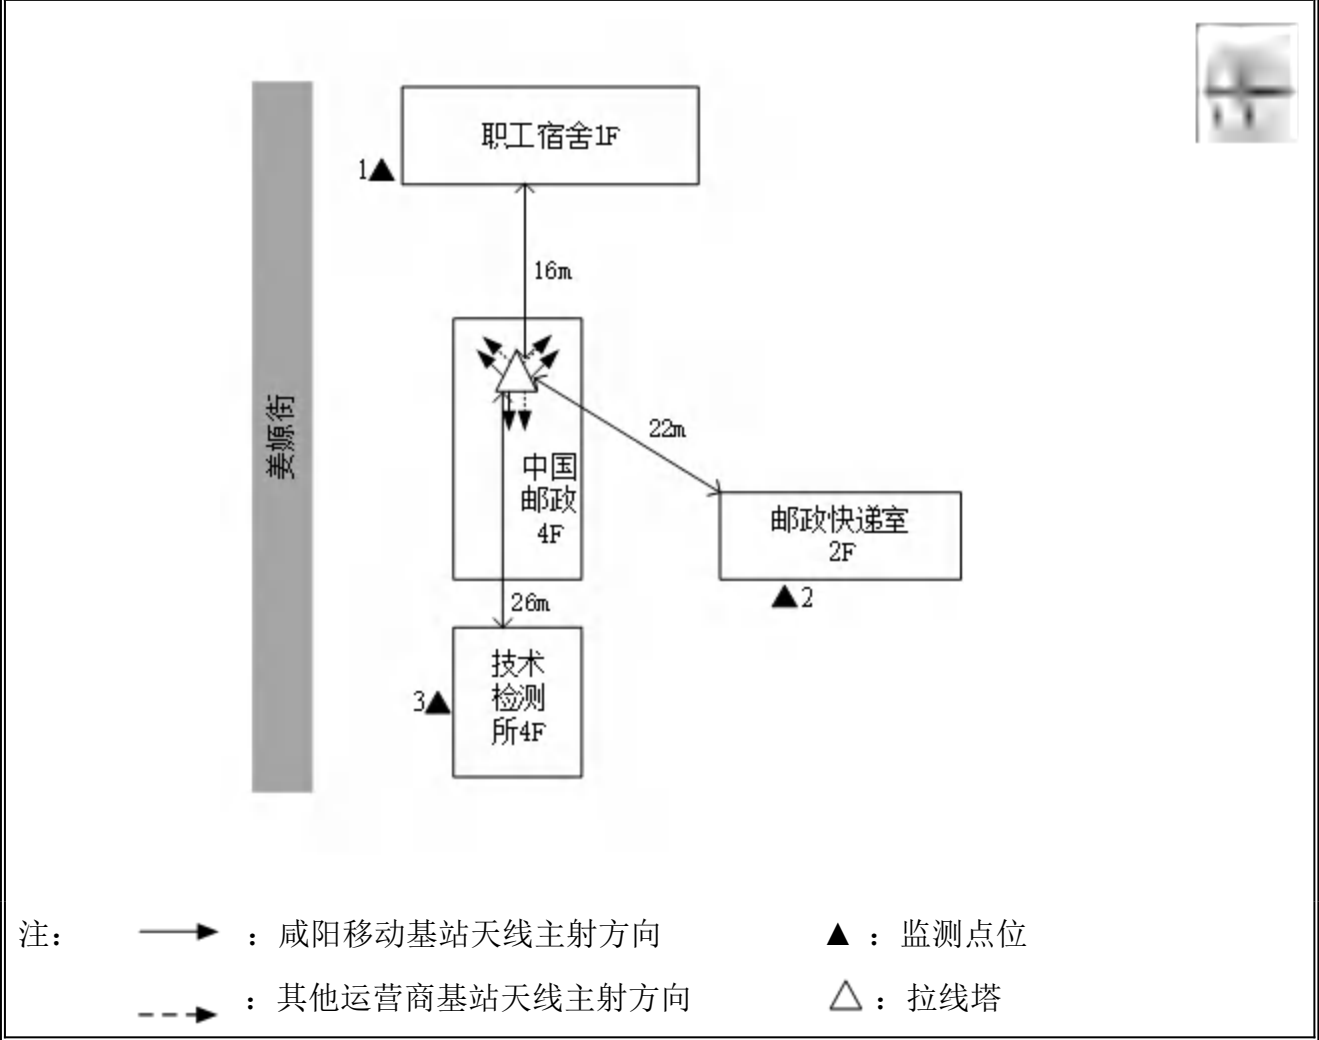 职工宿舍1F
1▲
16m
姜嫄街
22m
中国
邮政
4F
邮政快递室
2F
▲2
26m
技术
检测
所4F
3▲
注： ：咸阳移动基站天线主射方向 ▲：监测点位
：其他运营商基站天线主射方向 △：拉线塔